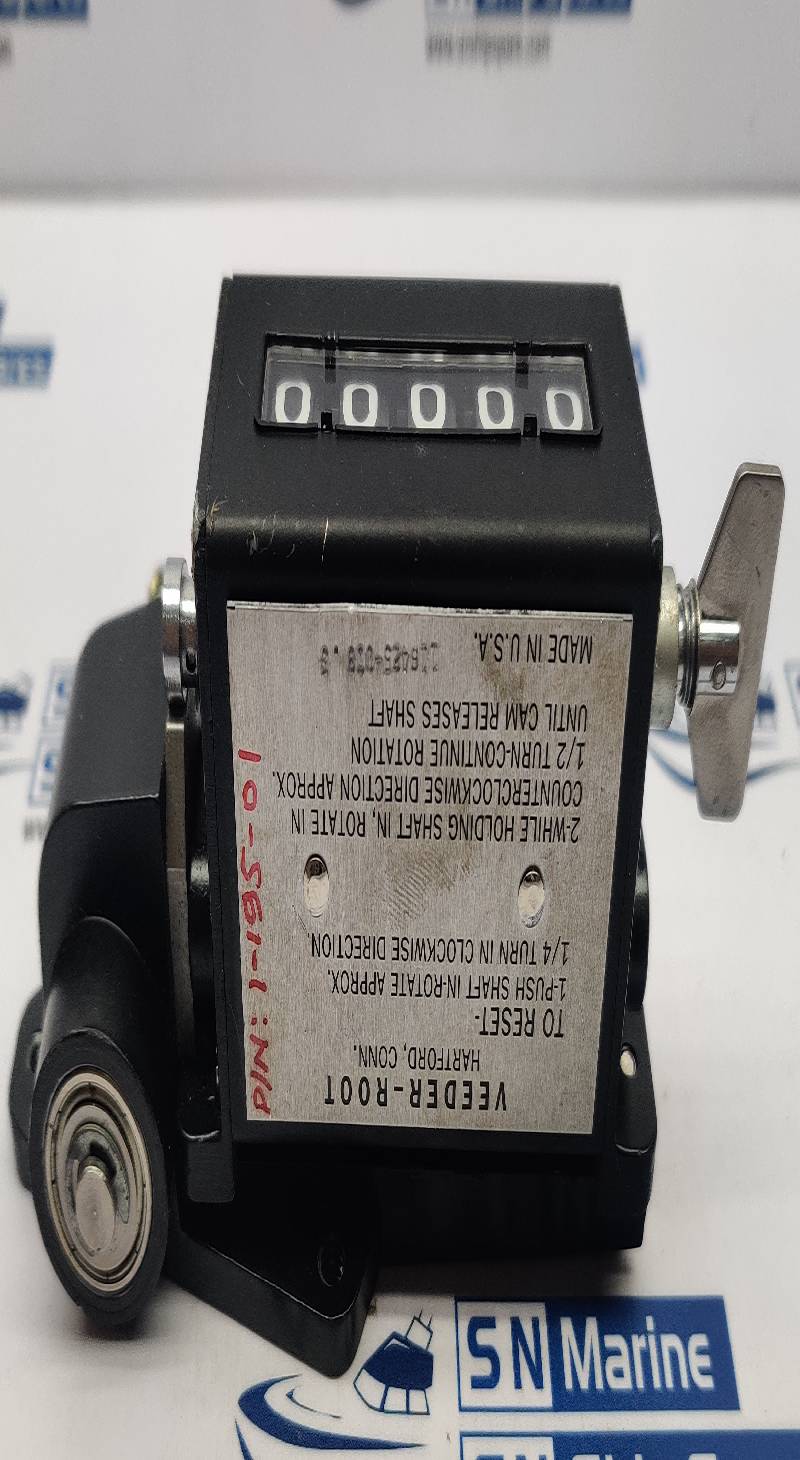 00000
VEEDER-ROOT
HARTFORD, CONN.
TO RESET-
1-PUSH SHAFT IN-ROTATE APPROX.
1/4 TURN IN CLOCKWISE DIRECTION.
2-WHILE HOLDING SHAFT IN, ROTATE IN
COUNTERCLOCKWISE DIRECTION APPROX.
1/2 TURN-CONTINUE ROTATION
UNTIL CAM RELEASES SHAFT
MADE IN U.S.A.
P/N: 1-195-01
SN Marine